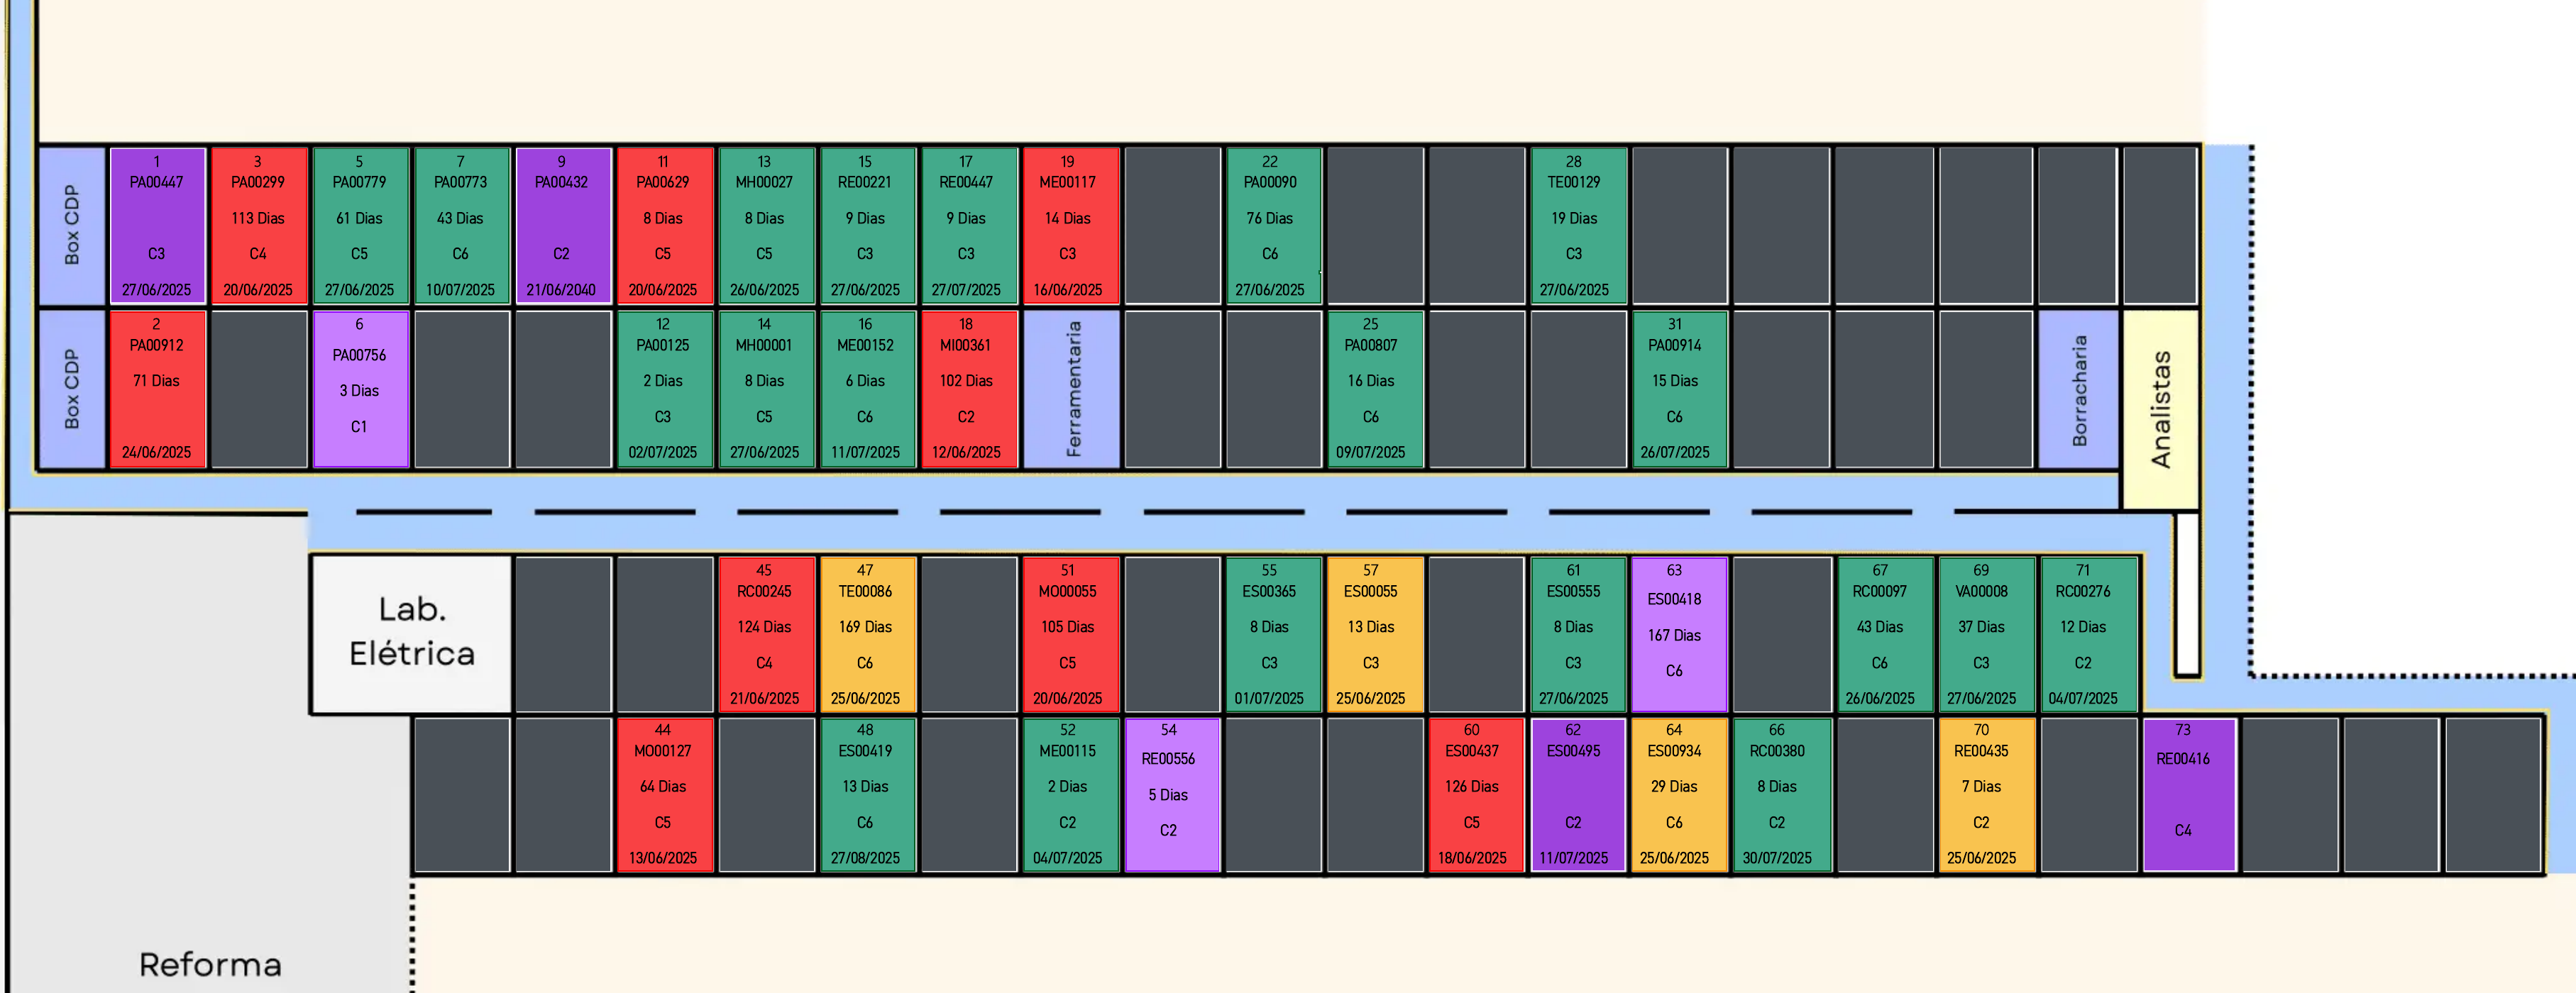 Box CDP
1
PA00447
C3
27/06/2025
3
PA00299
113 Dias
C4
20/06/2025
5
PA00779
61 Dias
C5
27/06/2025
7
PA00773
43 Dias
C6
10/07/2025
9
PA00432
C2
21/06/2040
11
PA00629
8 Dias
C5
20/06/2025
13
MH00027
8 Dias
C5
26/06/2025
15
RE00221
9 Dias
C3
27/06/2025
17
RE00447
9 Dias
C3
27/07/2025
19
ME00117
14 Dias
C3
16/06/2025
22
PA00090
76 Dias
C6
27/06/2025
28
TE00129
19 Dias
C3
27/06/2025
Box CDP
2
PA00912
71 Dias
24/06/2025
6
PA00756
3 Dias
C1
12
PA00125
2 Dias
C3
02/07/2025
14
MH00001
8 Dias
C5
27/06/2025
16
ME00152
6 Dias
C6
11/07/2025
18
MI00361
102 Dias
C2
12/06/2025
Ferramentaria
25
PA00807
16 Dias
C6
09/07/2025
31
PA00914
15 Dias
C6
26/07/2025
Borracharia
Analistas
Lab.
Elétrica
45
RC00245
124 Dias
C4
21/06/2025
47
TE00086
169 Dias
C6
25/06/2025
51
MO00055
105 Dias
C5
20/06/2025
55
ES00365
8 Dias
C3
01/07/2025
57
ES00055
13 Dias
C3
25/06/2025
61
ES00555
8 Dias
C3
27/06/2025
63
ES00418
167 Dias
C6
67
RC00097
43 Dias
C6
26/06/2025
69
VA00008
37 Dias
C3
27/06/2025
71
RC00276
12 Dias
C2
04/07/2025
44
MO00127
64 Dias
C5
13/06/2025
48
ES00419
13 Dias
C6
27/08/2025
52
ME00115
2 Dias
C2
04/07/2025
54
RE00556
5 Dias
C2
60
ES00437
126 Dias
C5
18/06/2025
62
ES00495
C2
11/07/2025
64
ES00934
29 Dias
C6
25/06/2025
66
RC00380
8 Dias
C2
30/07/2025
70
RE00435
7 Dias
C2
25/06/2025
73
RE00416
C4
Reforma